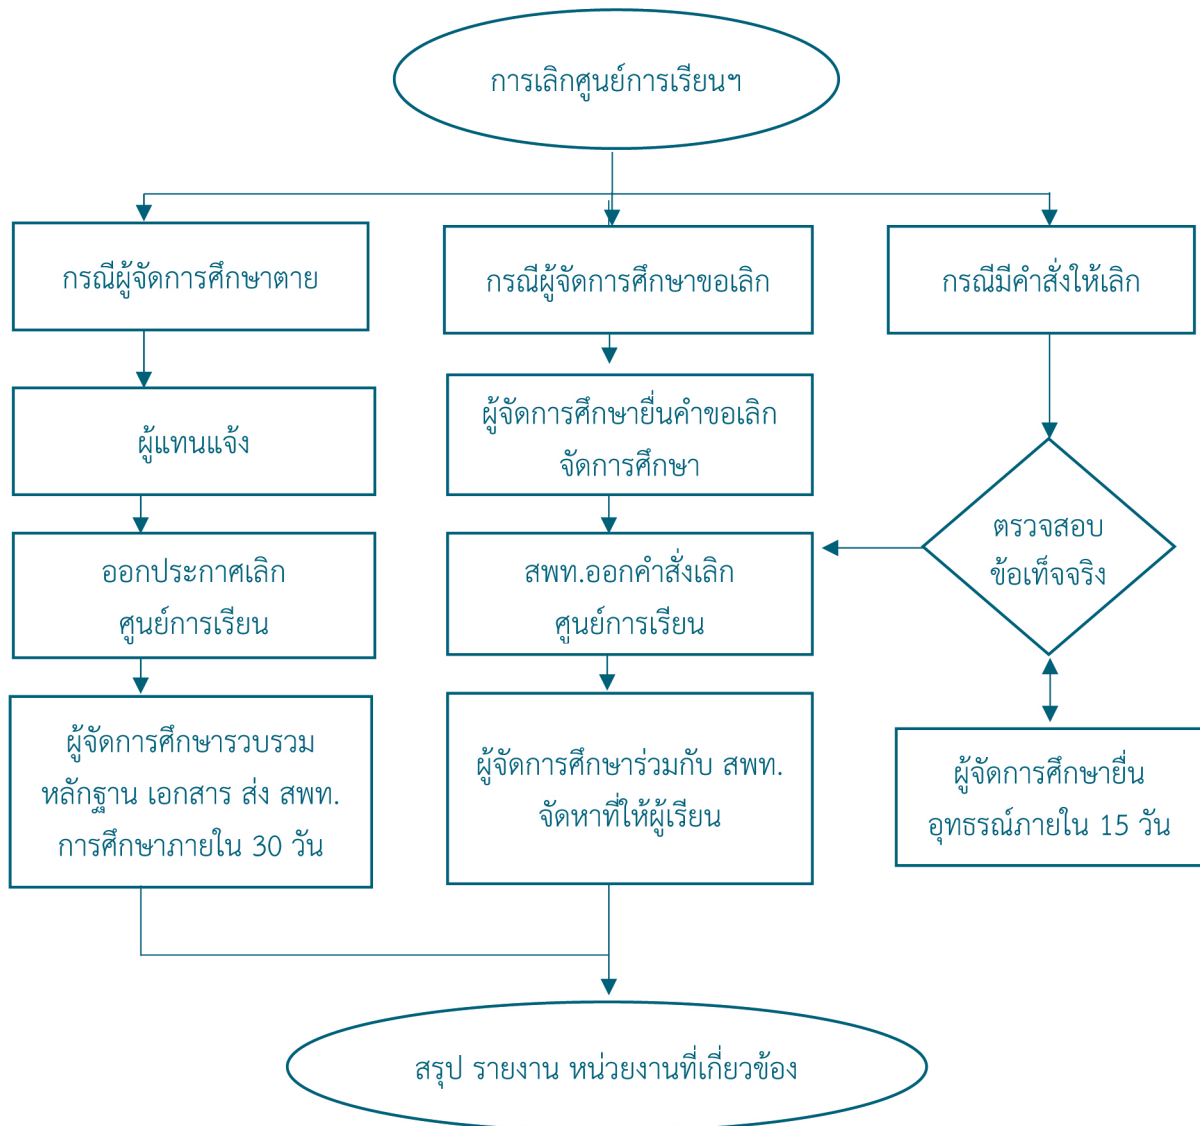 การเลิกศูนย์การเรียนฯ
กรณีผู้จัดการศึกษาตาย
กรณีผู้จัดการศึกษาขอเลิก
กรณีมีคำสั่งให้เลิก
ผู้แทนแจ้ง
ผู้จัดการศึกษายื่นคำขอเลิก
จัดการศึกษา
ตรวจสอบ
ข้อเท็จจริง
ออกประกาศเลิก
ศูนย์การเรียน
สพท.ออกคำสั่งเลิก
ศูนย์การเรียน
ผู้จัดการศึกษารวบรวม
หลักฐาน เอกสาร ส่ง สพท.
การศึกษาภายใน 30 วัน
ผู้จัดการศึกษาร่วมกับ สพท.
จัดหาที่ให้ผู้เรียน
ผู้จัดการศึกษายื่น
อุทธรณ์ภายใน 15 วัน
สรุป รายงาน หน่วยงานที่เกี่ยวข้อง